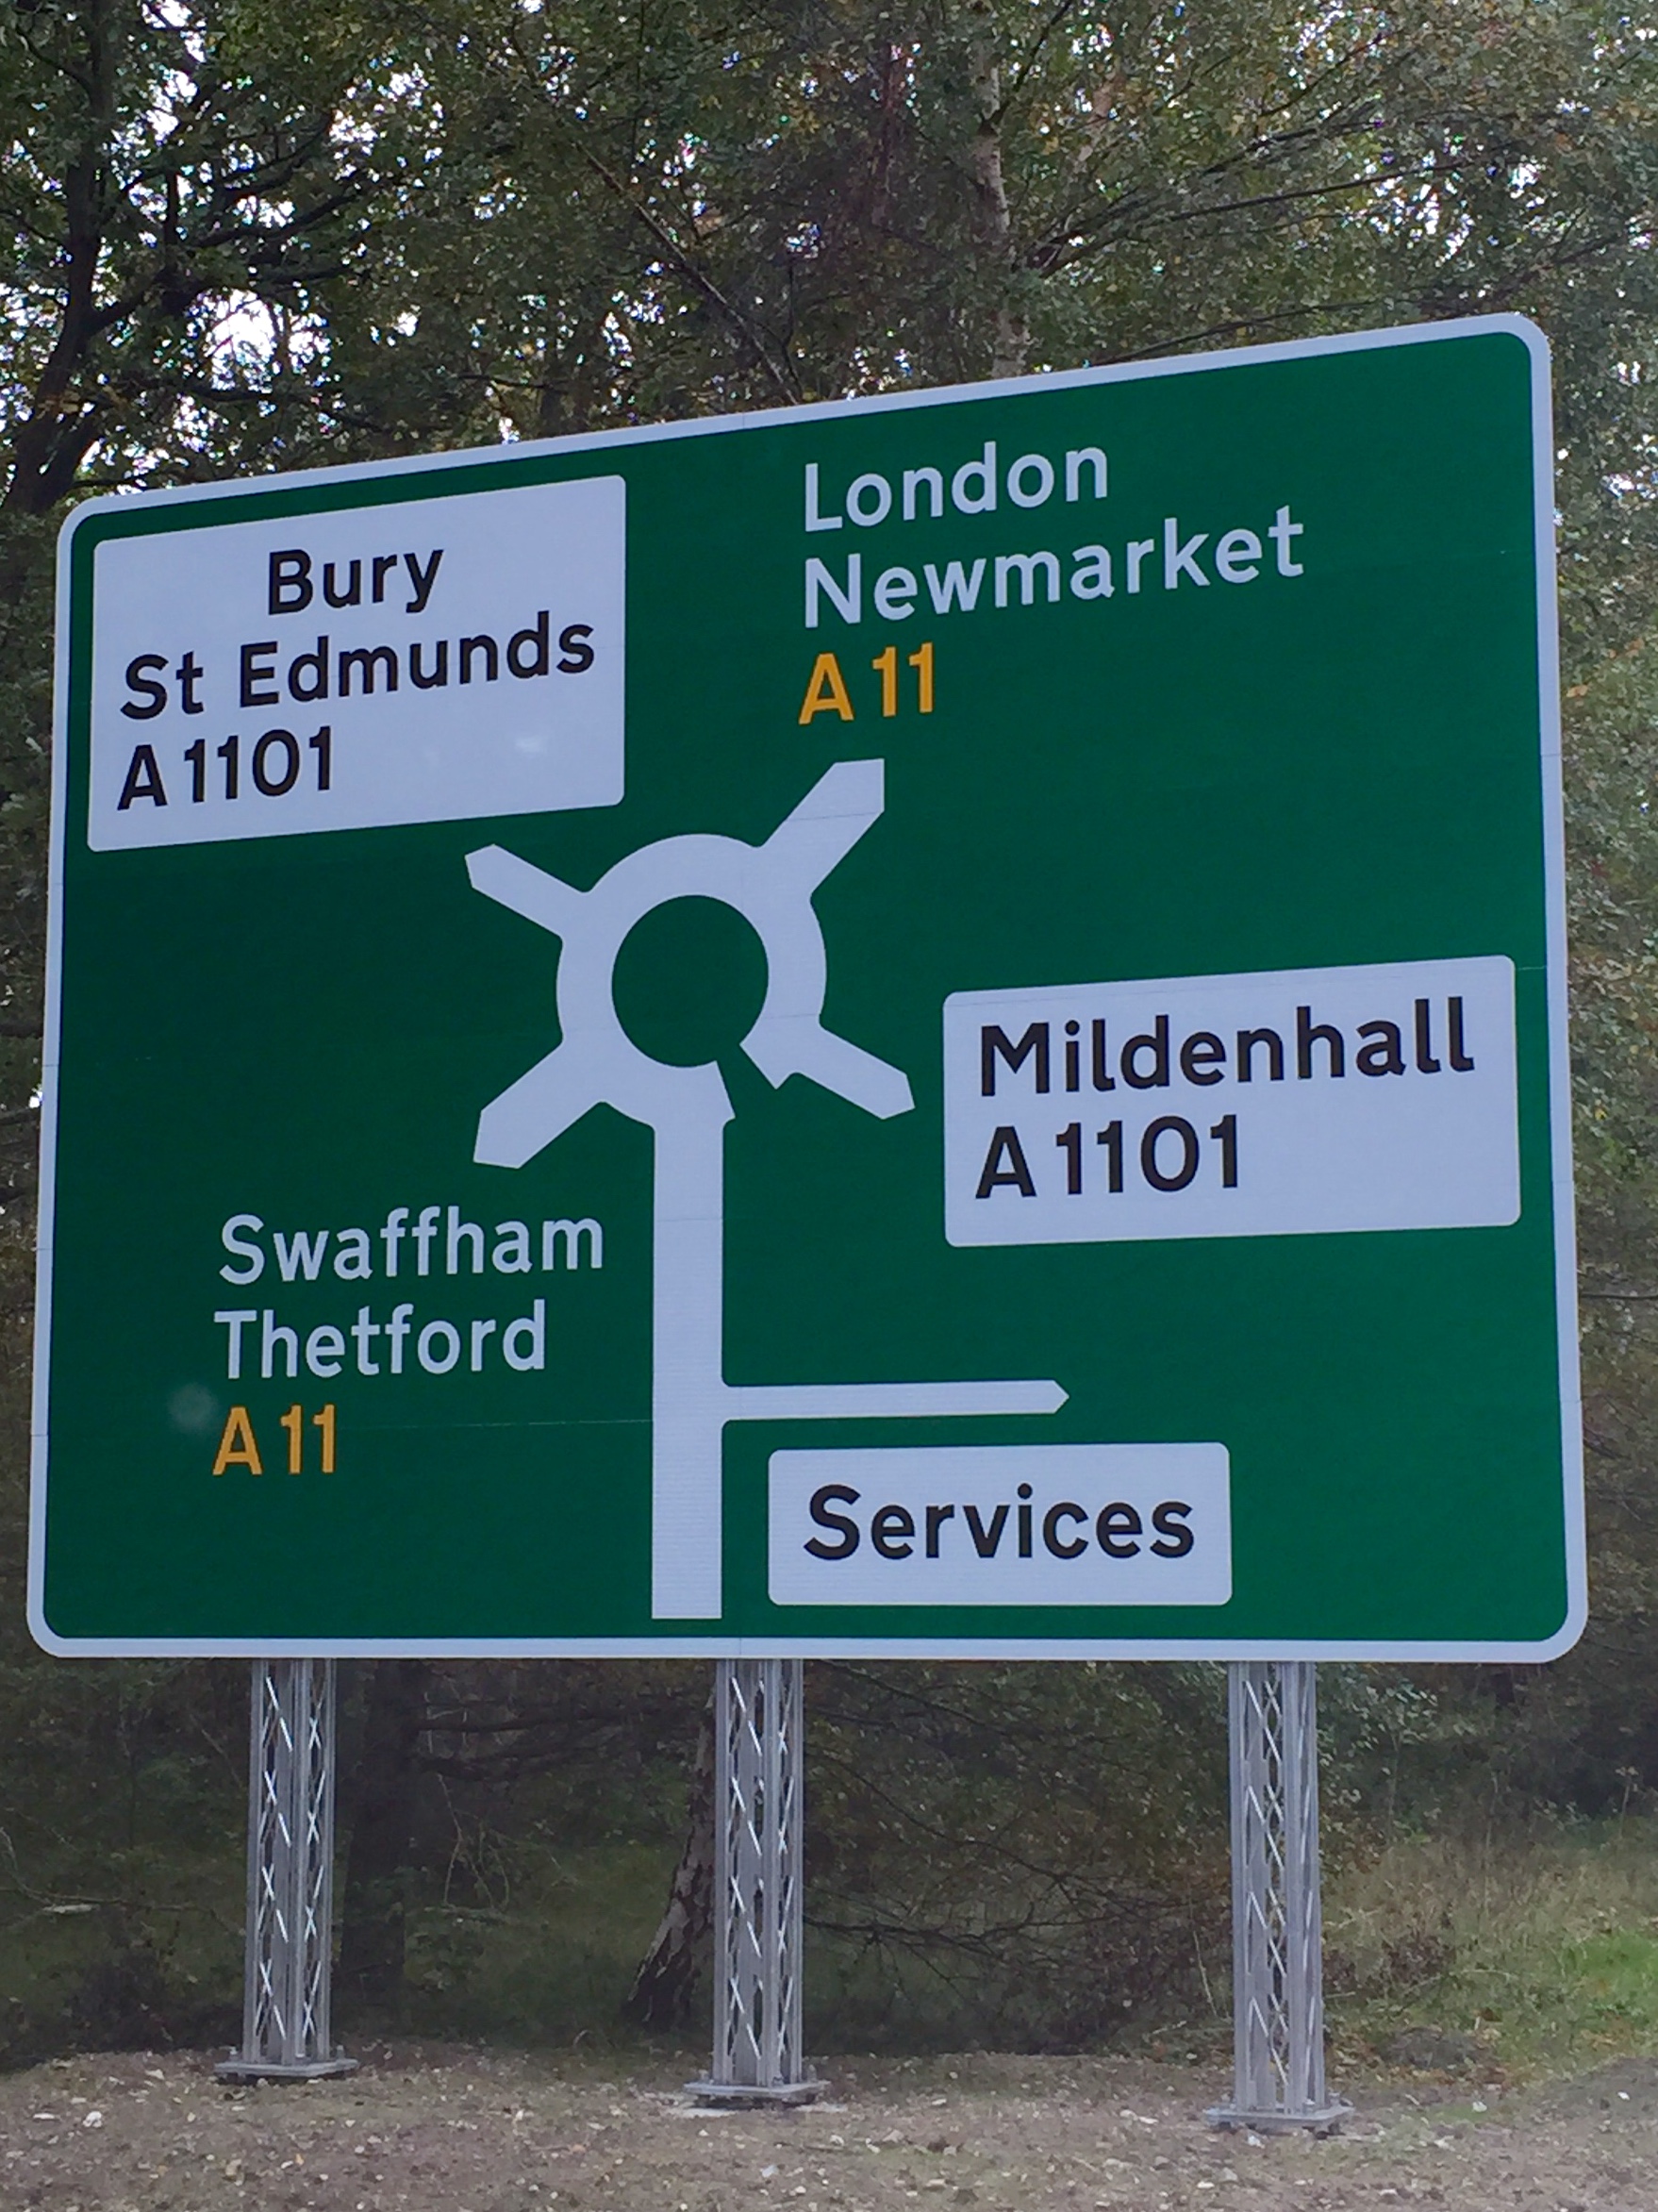 Bury
St Edmunds
A1101
London
Newmarket
A11
Mildenhall
A1101
Swaffham
Thetford
A11
Services